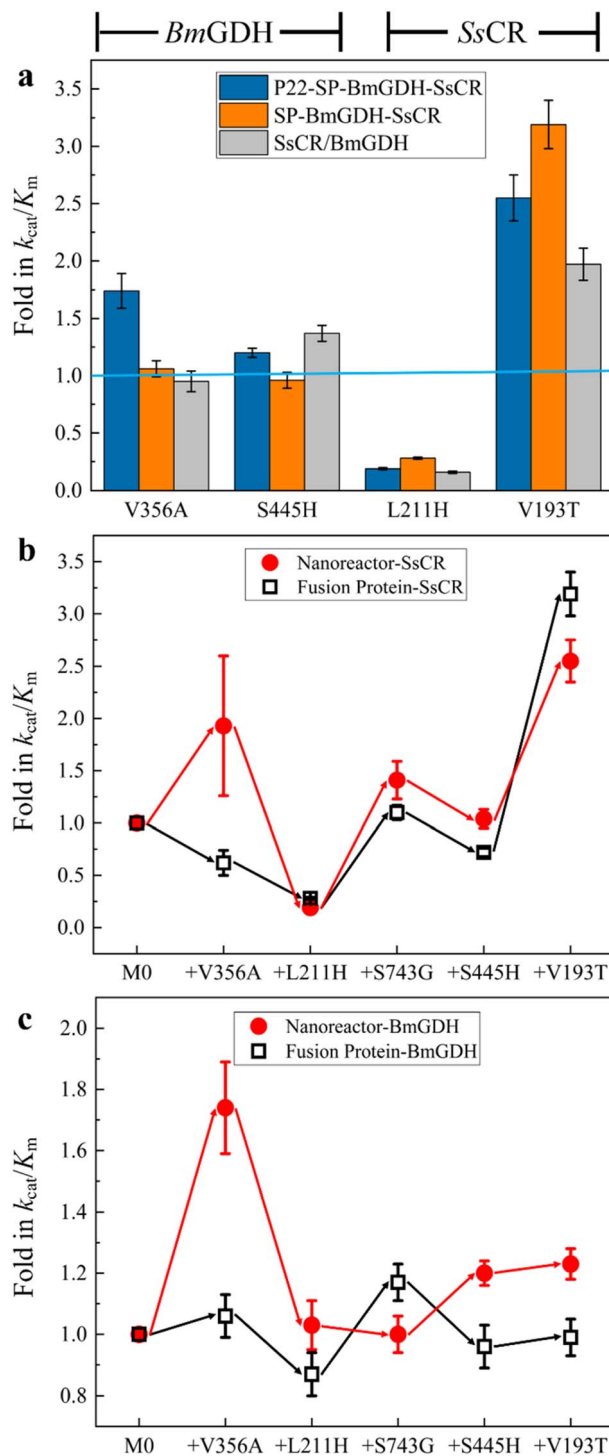 BmGDH SsCR
a
P22-SP-BmGDH-SsCR
SP-BmGDH-SsCR
SsCR/BmGDH
Fold in kcat/Km
3.5
3.0
2.5
2.0
1.5
1.0
0.5
0.0
V356A S445H L211H V193T
b
Nanoreactor-SsCR
Fusion Protein-SsCR
Fold in kcat/Km
3.5
3.0
2.5
2.0
1.5
1.0
0.5
0.0
M0 +V356A +L211H +S743G +S445H +V193T
c
Nanoreactor-BmGDH
Fusion Protein-BmGDH
Fold in kcat/Km
2.0
1.8
1.6
1.4
1.2
1.0
0.8
M0 +V356A +L211H +S743G +S445H +V193T